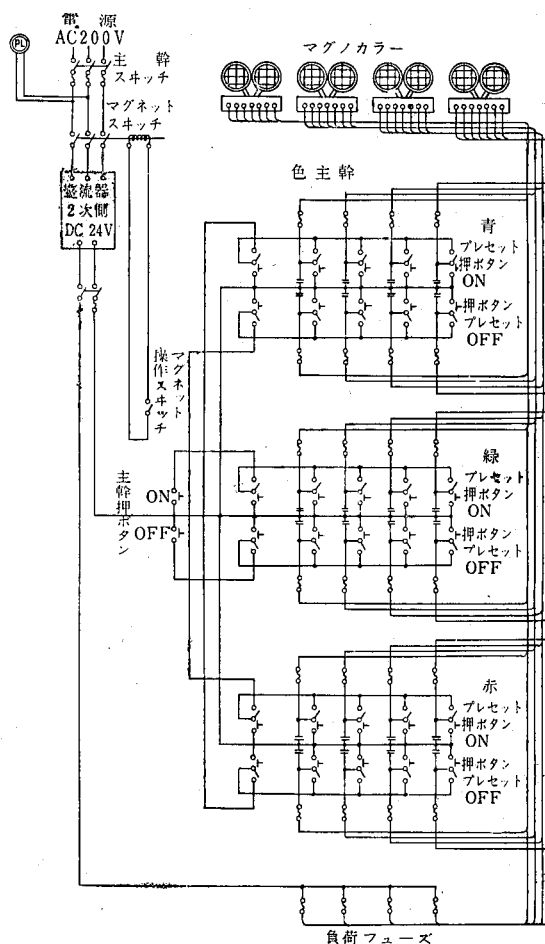 電源
AC200V
PL
主幹
スヰッチ
マグネット
スヰッチ
整流器
2次側
DC 24V
マグノカラー
色主幹
青
プレセット
押ボタン
ON
押ボタン
プレセット
OFF
マグネット
操作スヰッチ
主幹押ボタン
ON
OFF
緑
プレセット
押ボタン
ON
押ボタン
プレセット
OFF
赤
プレセット
押ボタン
ON
押ボタン
プレセット
OFF
負荷フューズ